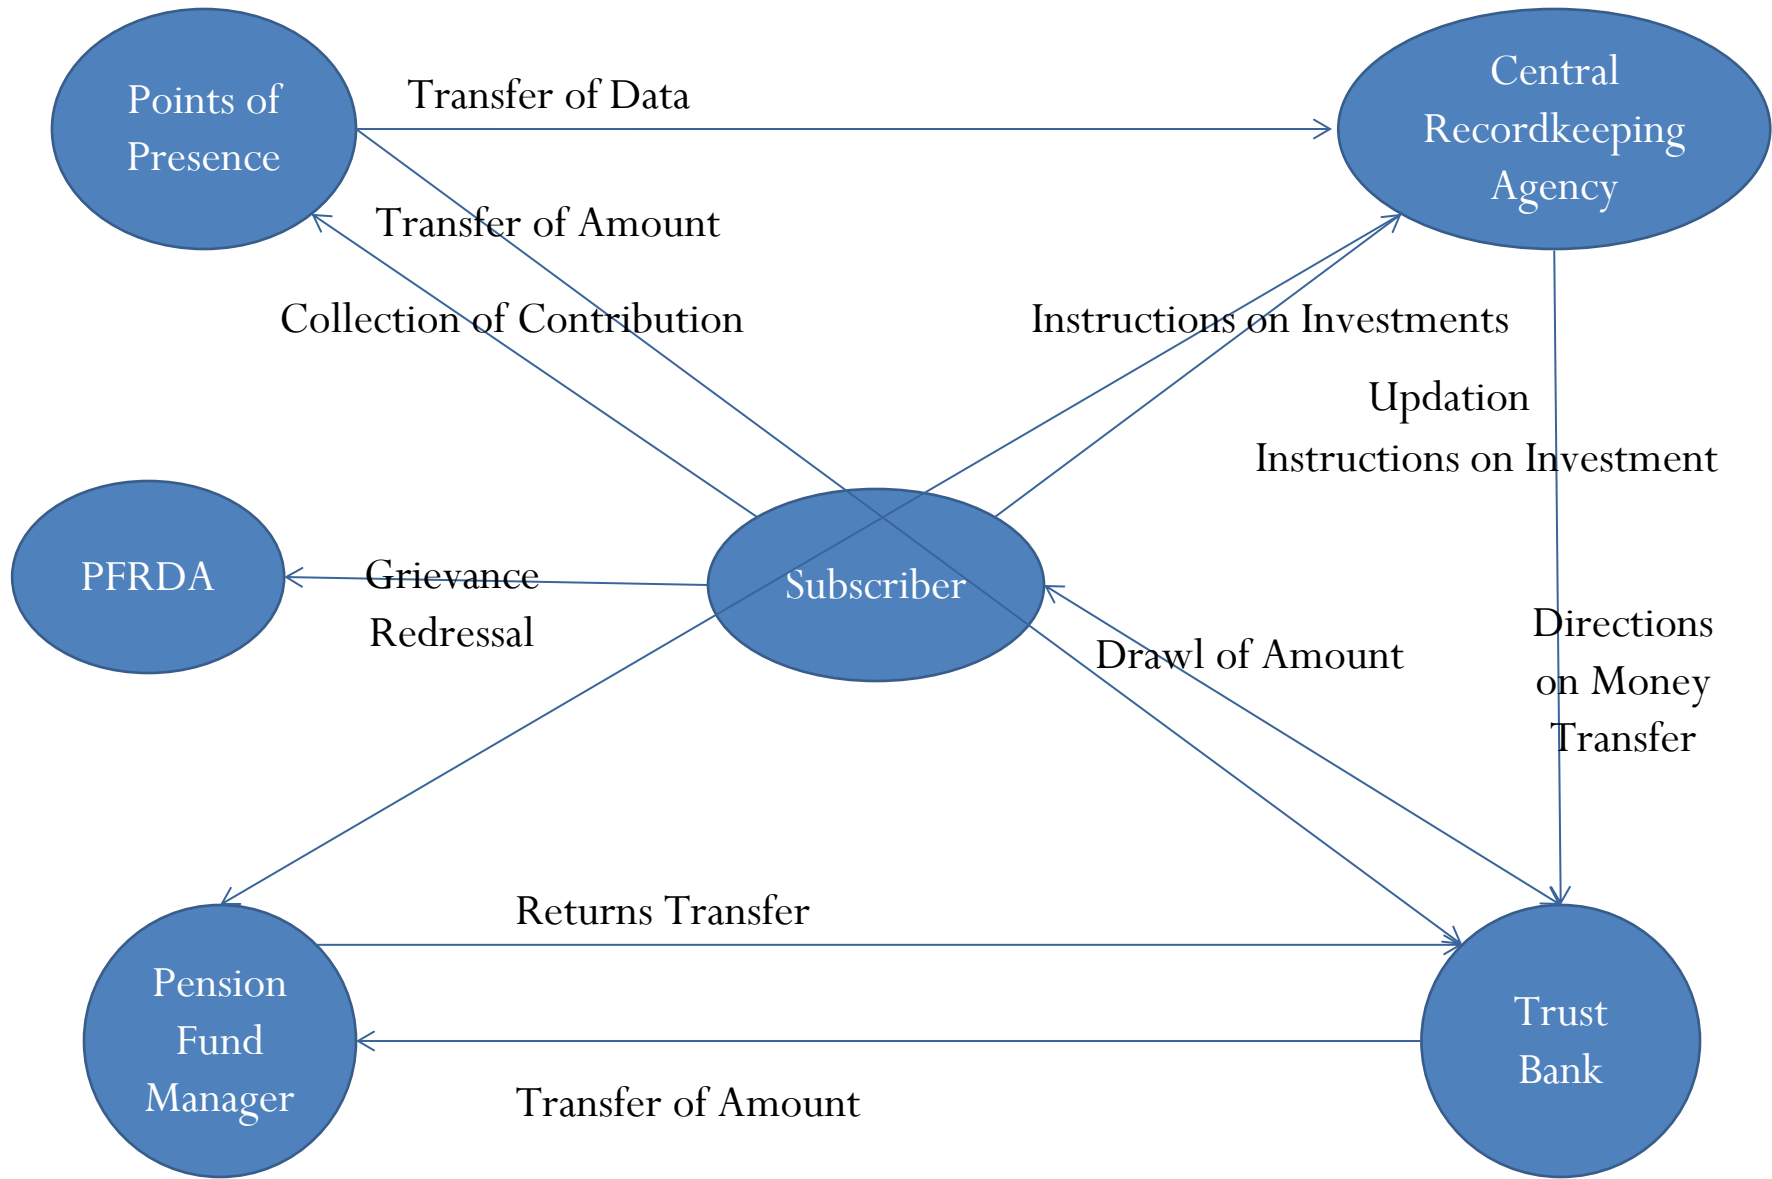 Points of
Presence
Transfer of Data
Central
Recordkeeping
Agency
Transfer of Amount
Collection of Contribution
Instructions on Investments
Updation
Instructions on Investment
PFRDA
Grievance
Redressal
Subscriber
Drawl of Amount
Directions
on Money
Transfer
Returns Transfer
Pension
Fund
Manager
Trust
Bank
Transfer of Amount